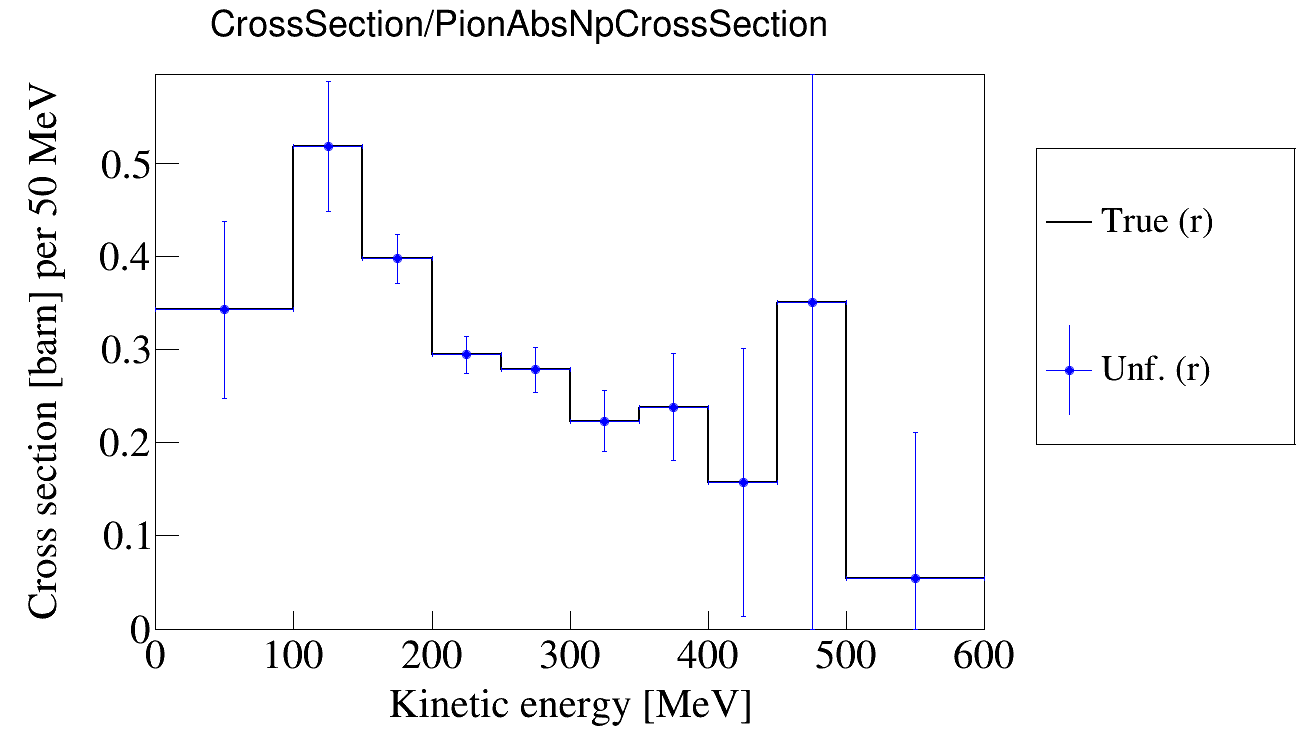 CrossSection/PionAbsNpCrossSection
Cross section [barn] per 50 MeV
0.5
0.4
0.3
0.2
0.1
0
0 100 200 300 400 500 600
Kinetic energy [MeV]
True (r)
Unf. (r)